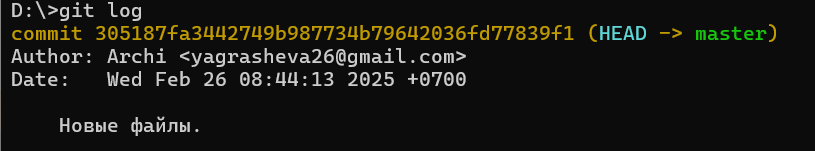 D:\>git log
commit 305187fa3442749b987734b79642036fd77839f1 (HEAD -> master)
Author: Archi <yagrasheva26@gmail.com>
Date:   Wed Feb 26 08:44:13 2025 +0700
    Новые файлы.